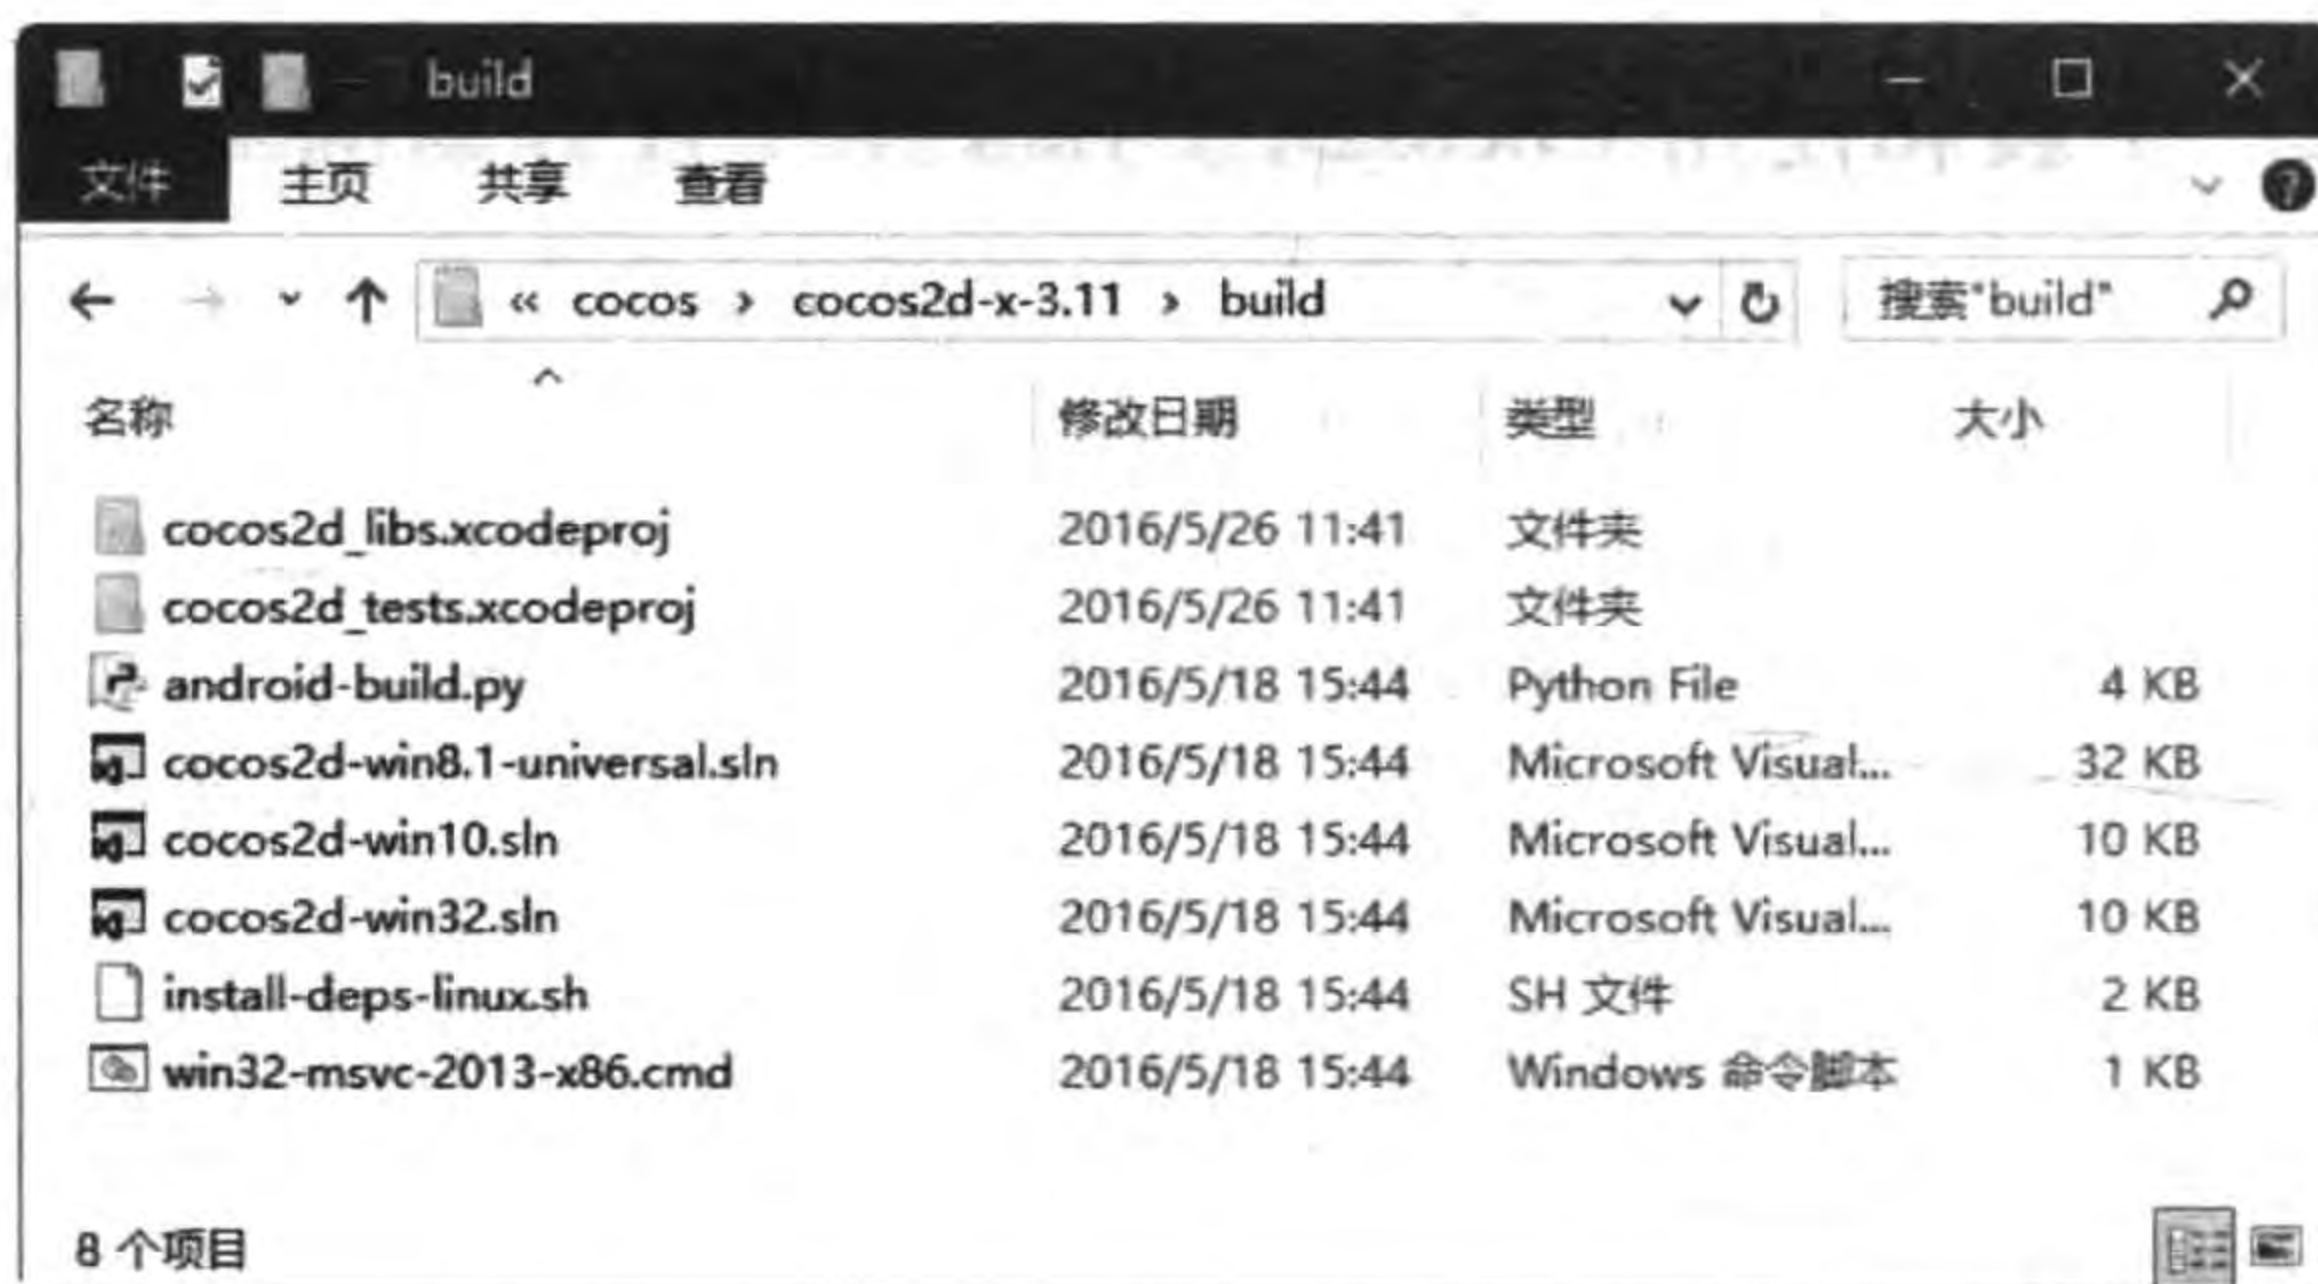 build
文件 主页 共享 查看
« cocos › cocos2d-x-3.11 › build 搜索"build"
名称 修改日期 类型 大小
cocos2d_libs.xcodeproj 2016/5/26 11:41 文件夹
cocos2d_tests.xcodeproj 2016/5/26 11:41 文件夹
android-build.py 2016/5/18 15:44 Python File 4 KB
cocos2d-win8.1-universal.sln 2016/5/18 15:44 Microsoft Visual... 32 KB
cocos2d-win10.sln 2016/5/18 15:44 Microsoft Visual... 10 KB
cocos2d-win32.sln 2016/5/18 15:44 Microsoft Visual... 10 KB
install-deps-linux.sh 2016/5/18 15:44 SH 文件 2 KB
win32-msvc-2013-x86.cmd 2016/5/18 15:44 Windows 命令脚本 1 KB
8 个项目